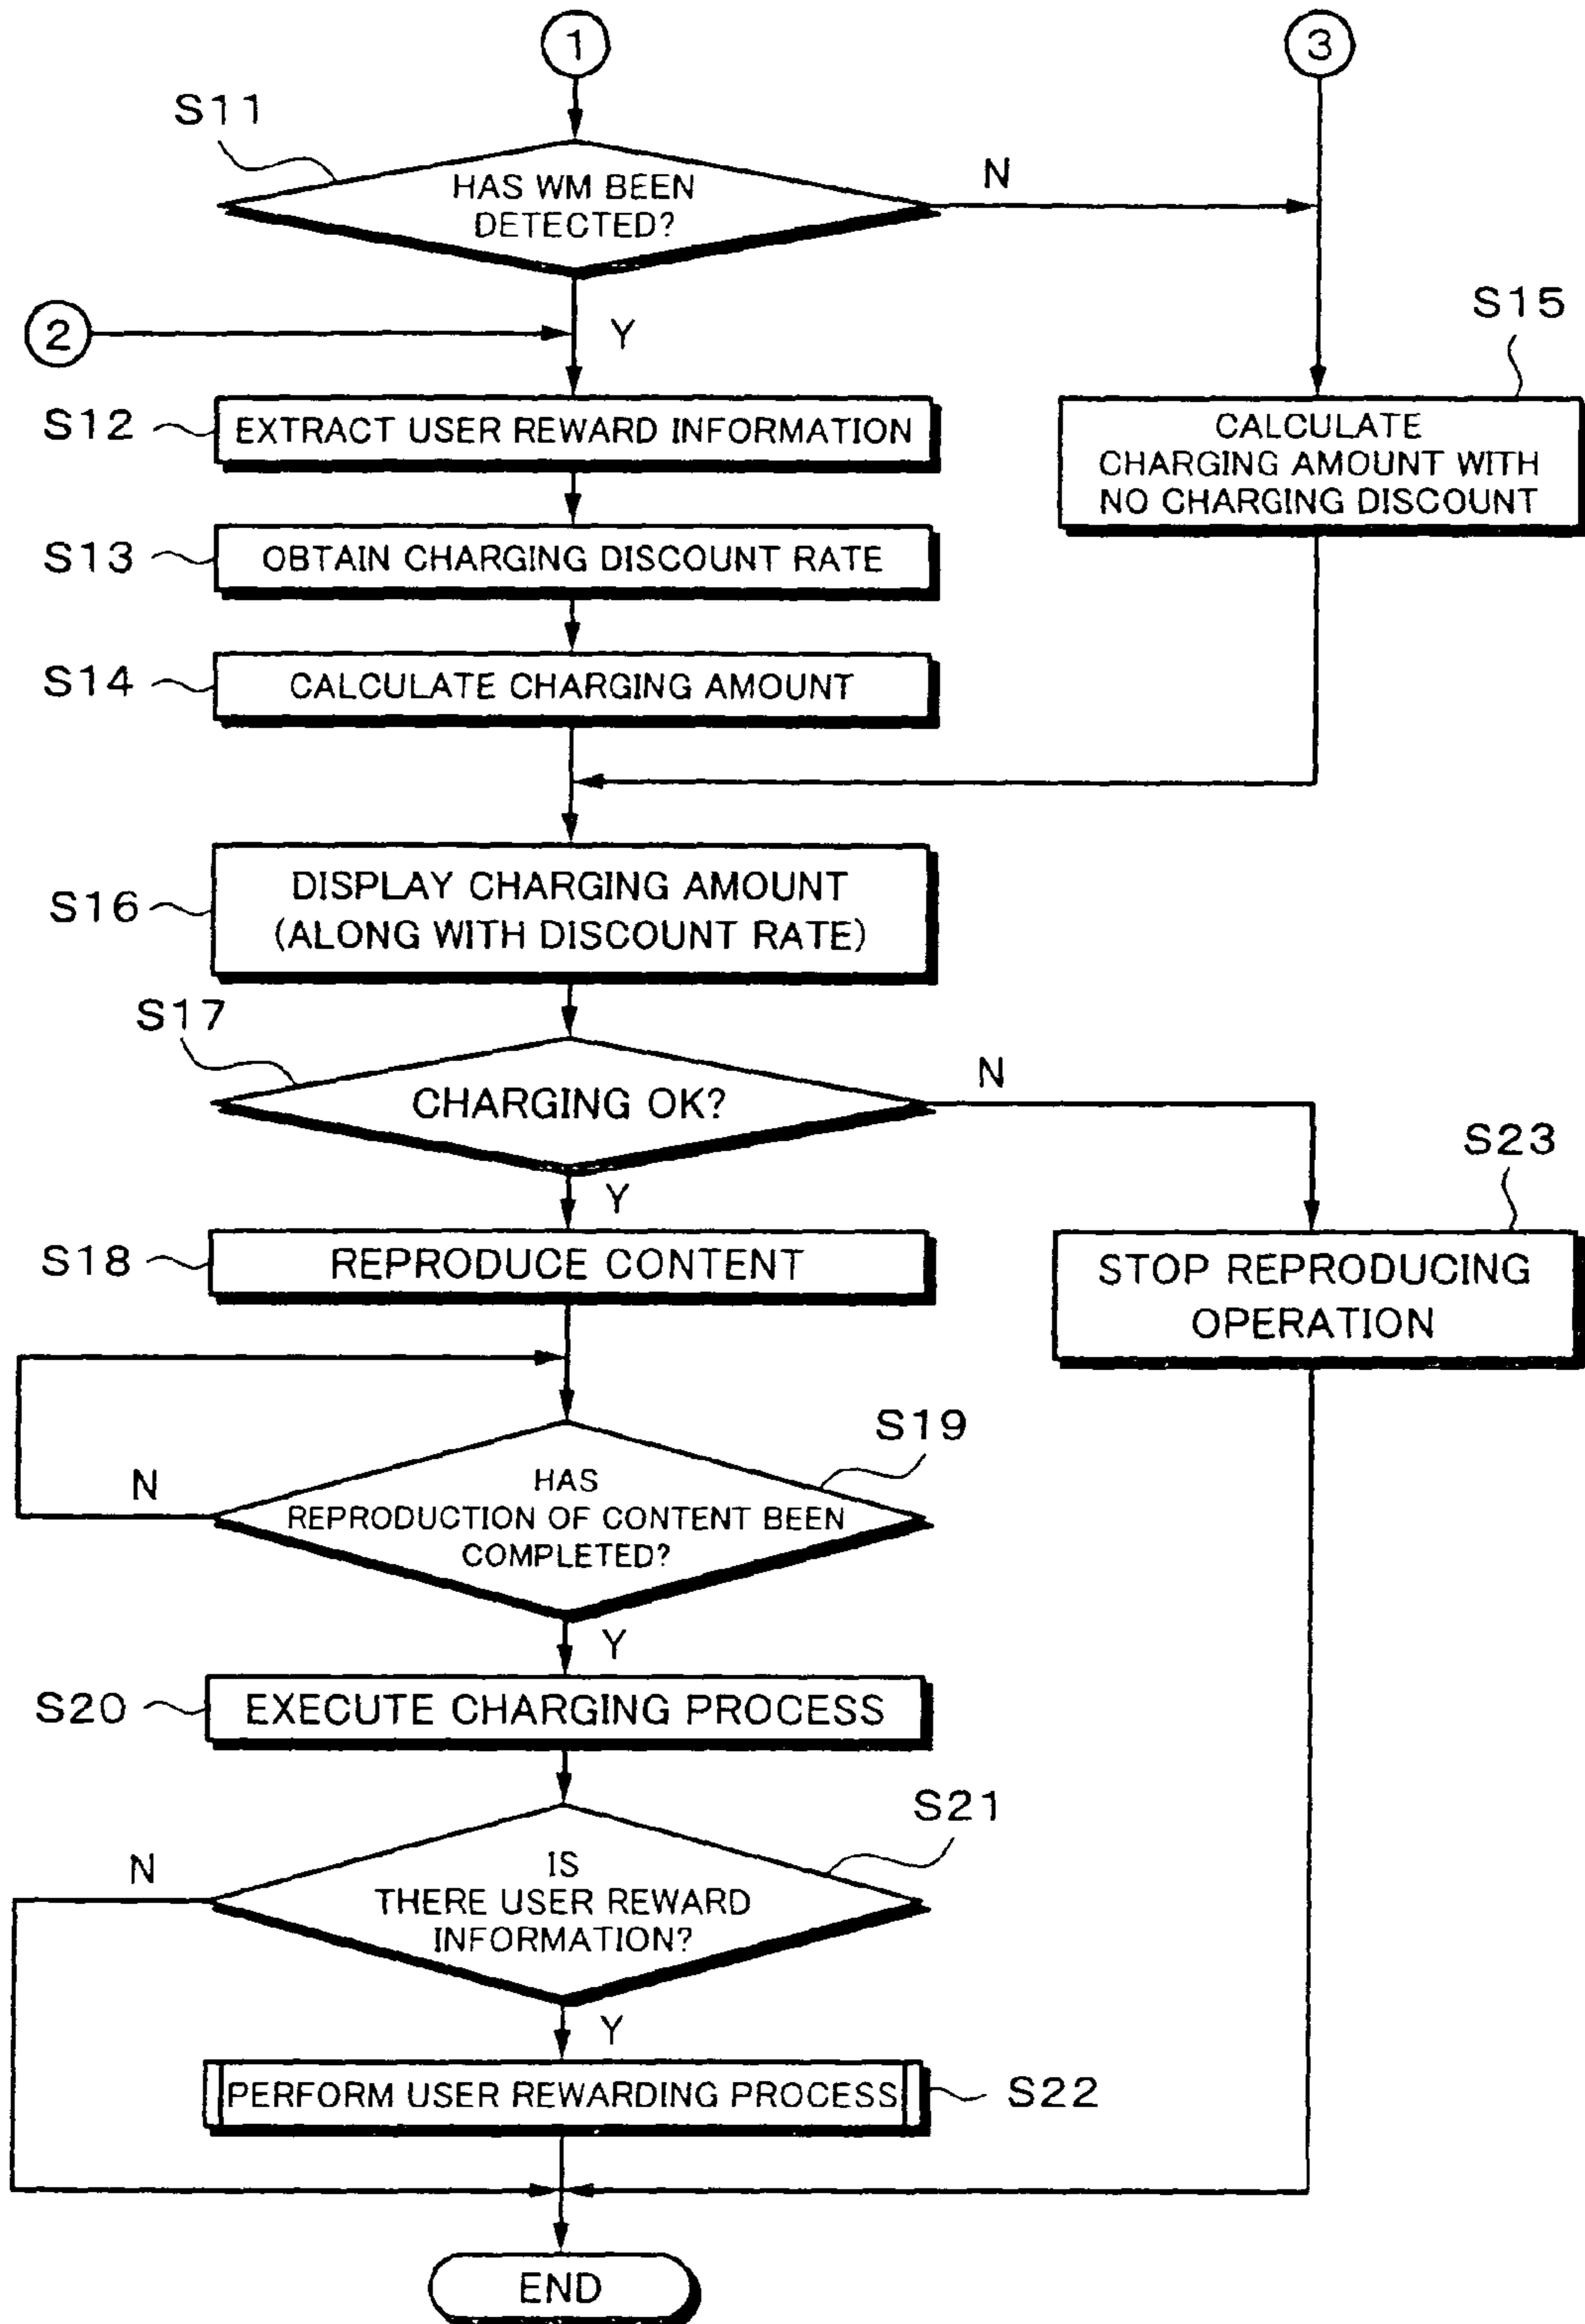 1
3
S11
HAS WM BEEN
DETECTED?
N
2
Y
S15
S12
EXTRACT USER REWARD INFORMATION
CALCULATE
CHARGING AMOUNT WITH
NO CHARGING DISCOUNT
S13
OBTAIN CHARGING DISCOUNT RATE
S14
CALCULATE CHARGING AMOUNT
S16
DISPLAY CHARGING AMOUNT
(ALONG WITH DISCOUNT RATE)
S17
CHARGING OK?
N
S23
Y
S18
REPRODUCE CONTENT
STOP REPRODUCING
OPERATION
S19
N
HAS
REPRODUCTION OF CONTENT BEEN
COMPLETED?
Y
S20
EXECUTE CHARGING PROCESS
S21
N
IS
THERE USER REWARD
INFORMATION?
Y
PERFORM USER REWARDING PROCESS
S22
END